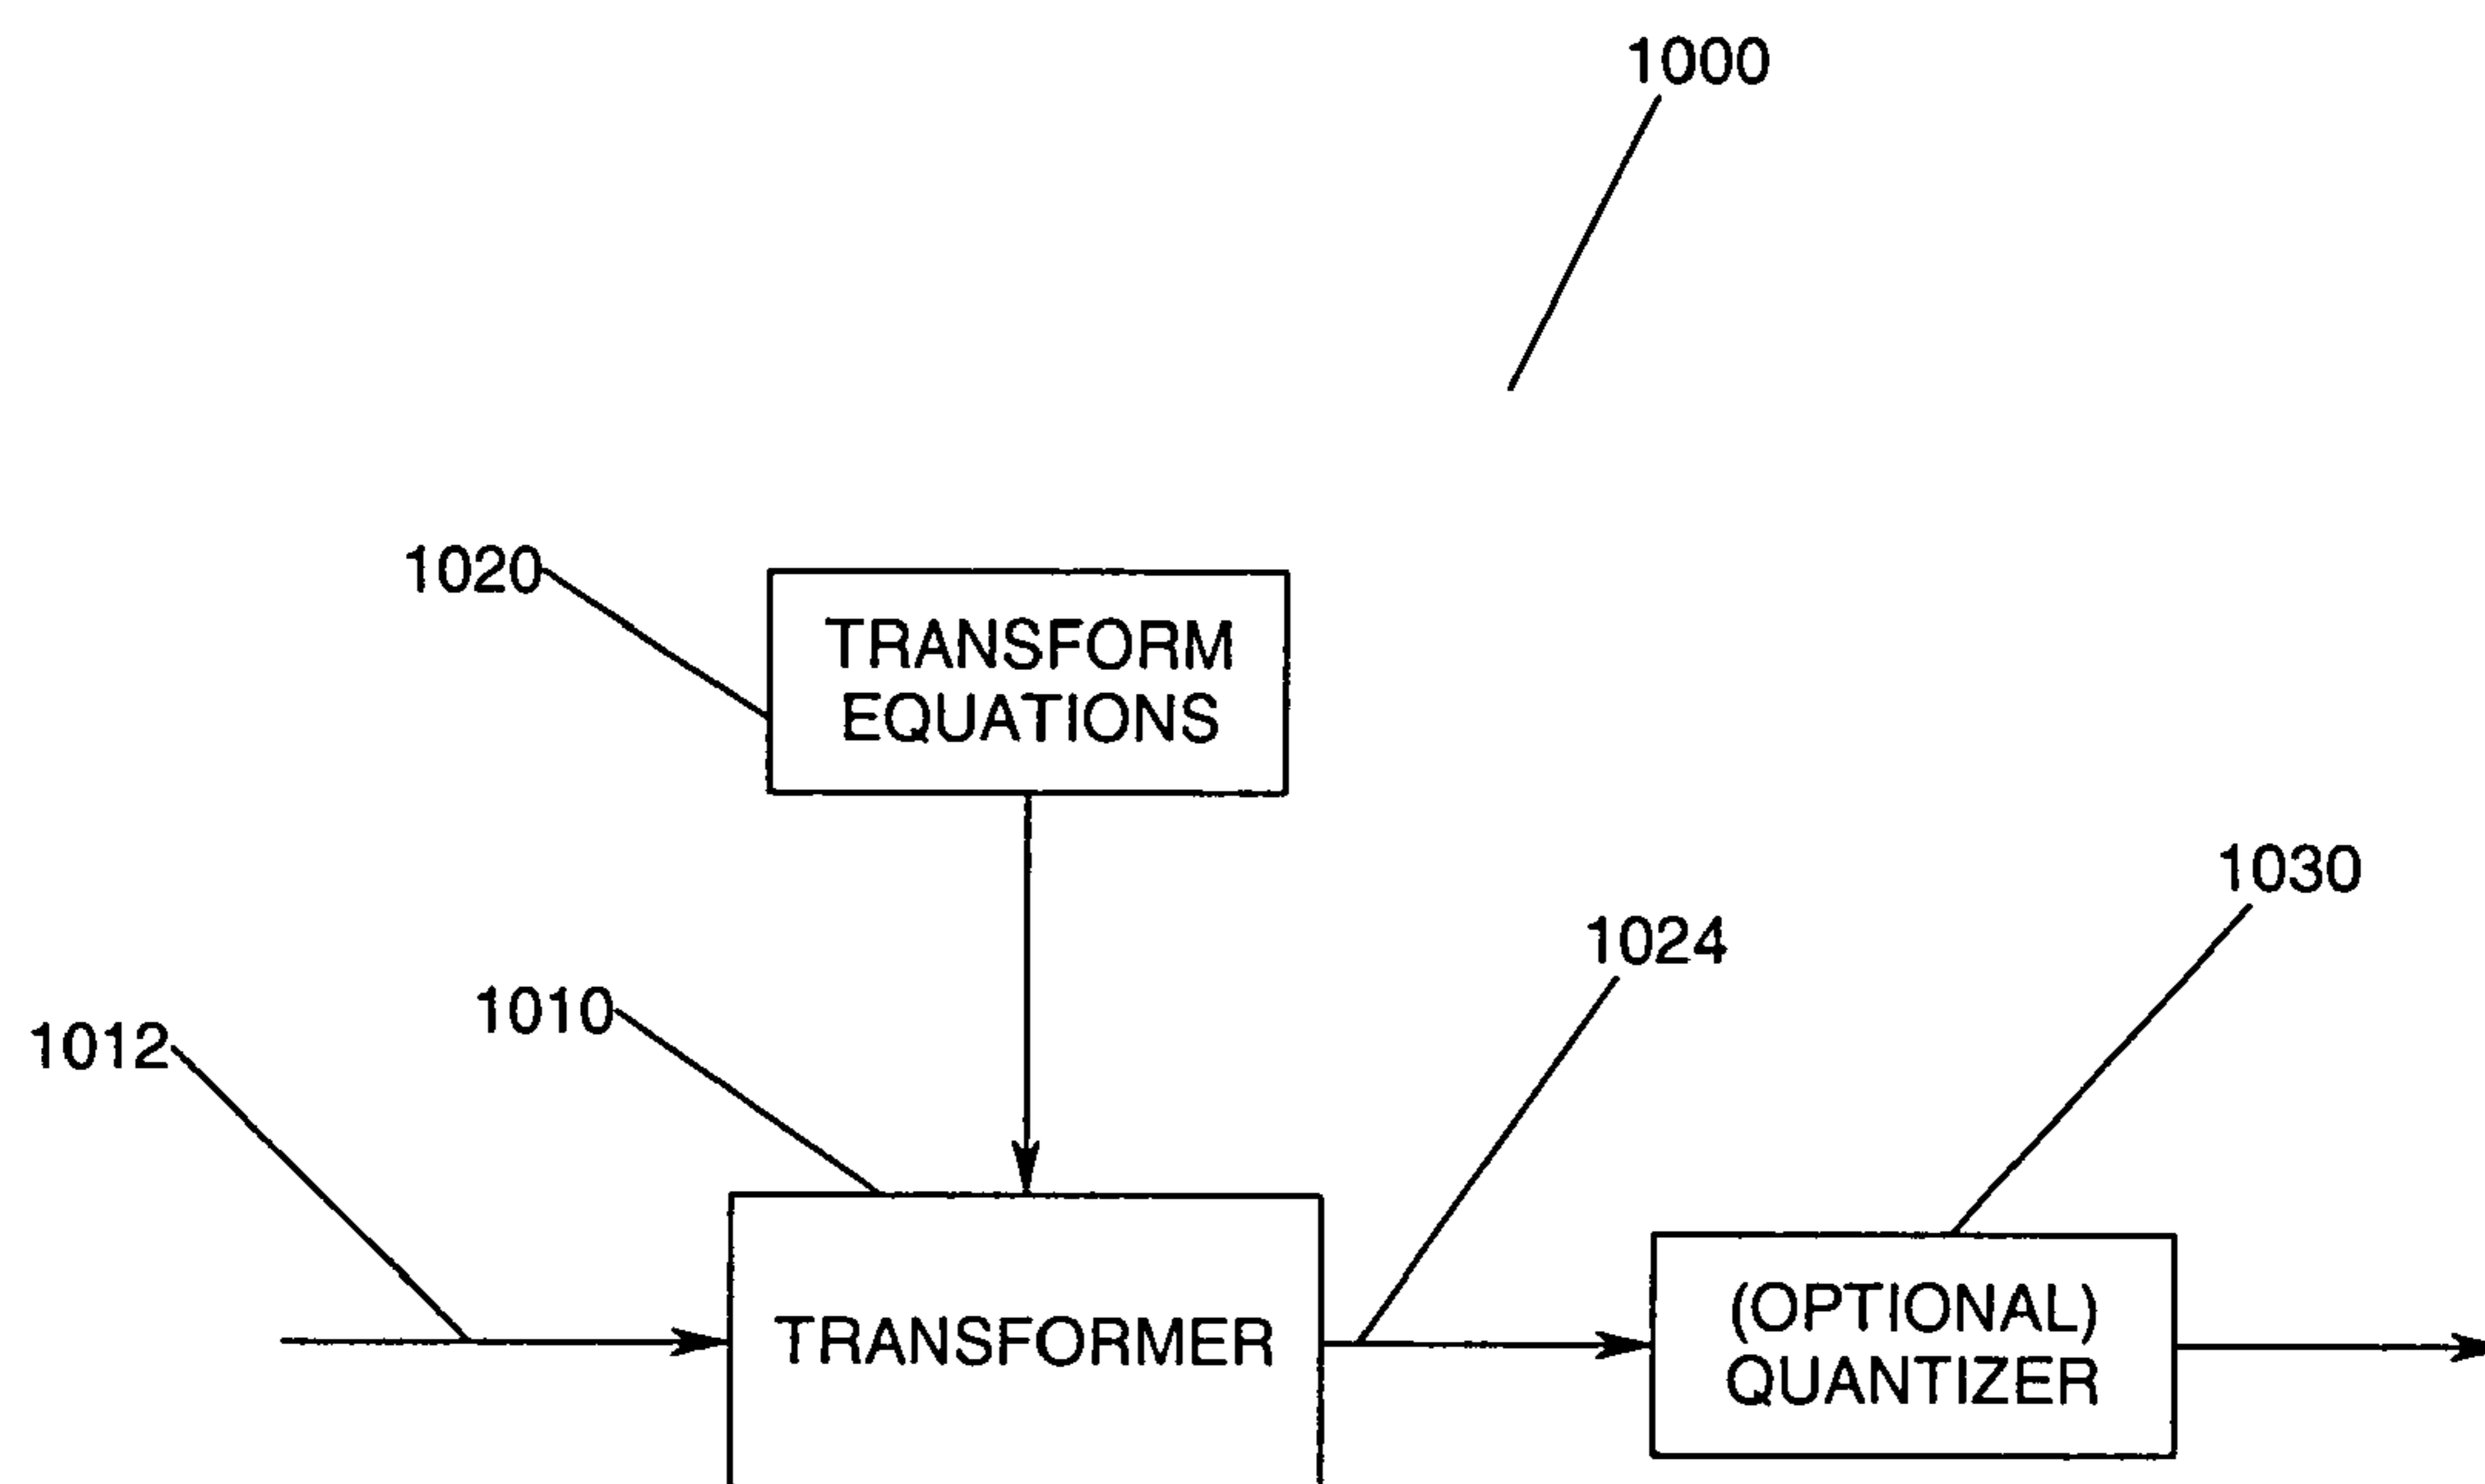 1000
1020
TRANSFORM
EQUATIONS
1030
1024
1010
1012
TRANSFORMER
(OPTIONAL)
QUANTIZER